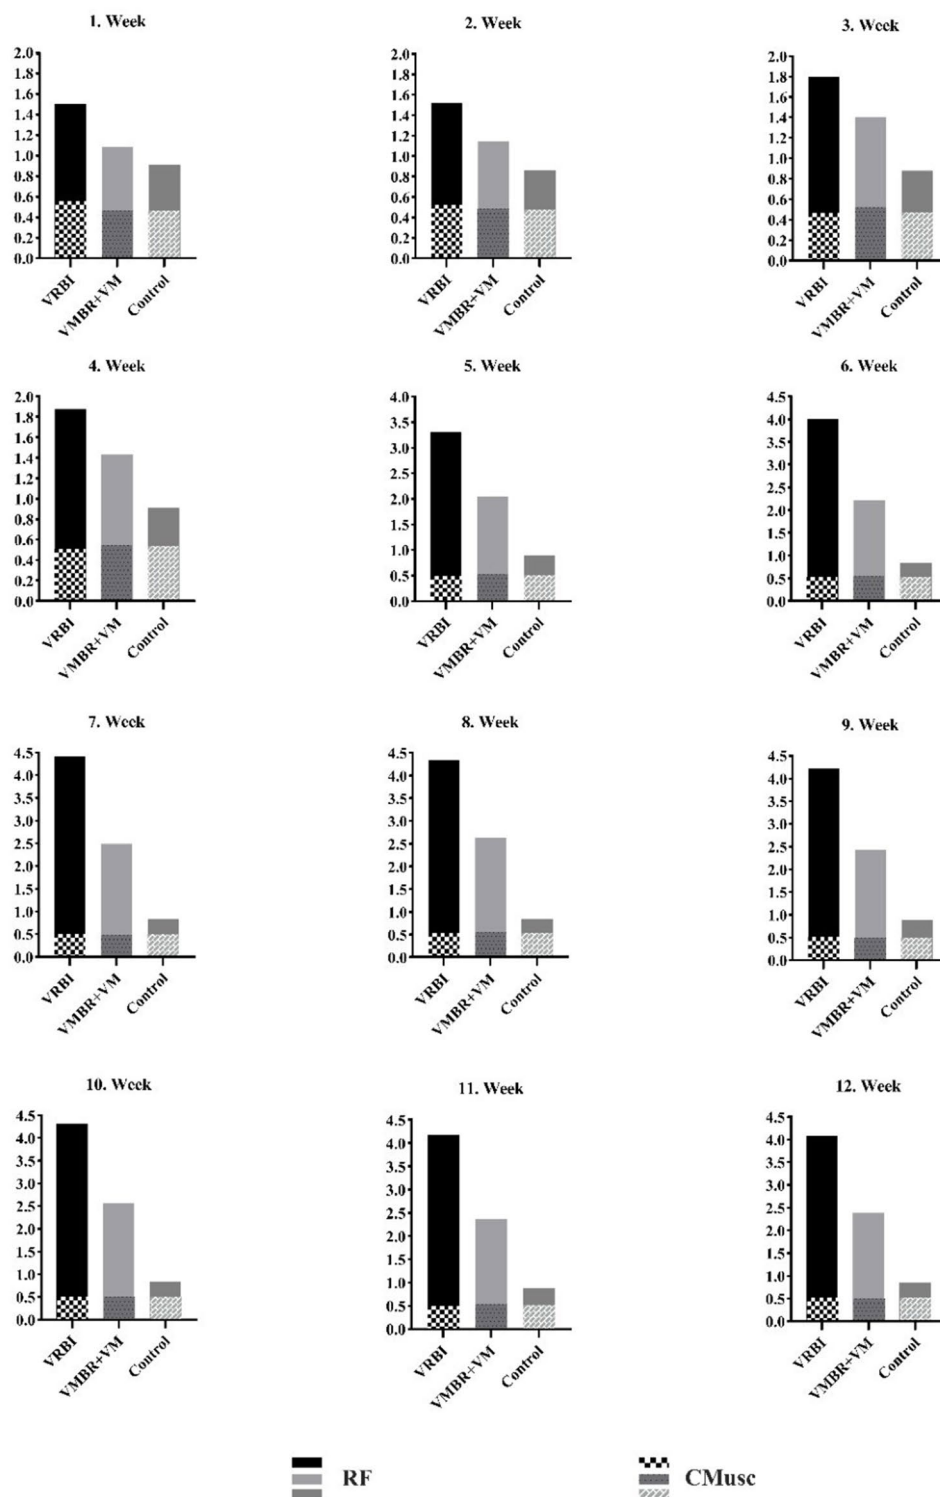 1. Week
2. Week
3. Week
2.0
1.8
1.6
1.4
1.2
1.0
0.8
0.6
0.4
0.2
0.0
VRBI
VMBR+VM
Control
2.0
1.8
1.6
1.4
1.2
1.0
0.8
0.6
0.4
0.2
0.0
VRBI
VMBR+VM
Control
2.0
1.8
1.6
1.4
1.2
1.0
0.8
0.6
0.4
0.2
0.0
VRBI
VMBR+VM
Control
4. Week
5. Week
6. Week
2.0
1.8
1.6
1.4
1.2
1.0
0.8
0.6
0.4
0.2
0.0
VRBI
VMBR+VM
Control
4.0
3.5
3.0
2.5
2.0
1.5
1.0
0.5
0.0
VRBI
VMBR+VM
Control
4.5
4.0
3.5
3.0
2.5
2.0
1.5
1.0
0.5
0.0
VRBI
VMBR+VM
Control
7. Week
8. Week
9. Week
4.5
4.0
3.5
3.0
2.5
2.0
1.5
1.0
0.5
0.0
VRBI
VMBR+VM
Control
4.5
4.0
3.5
3.0
2.5
2.0
1.5
1.0
0.5
0.0
VRBI
VMBR+VM
Control
4.5
4.0
3.5
3.0
2.5
2.0
1.5
1.0
0.5
0.0
VRBI
VMBR+VM
Control
10. Week
11. Week
12. Week
4.5
4.0
3.5
3.0
2.5
2.0
1.5
1.0
0.5
0.0
VRBI
VMBR+VM
Control
4.5
4.0
3.5
3.0
2.5
2.0
1.5
1.0
0.5
0.0
VRBI
VMBR+VM
Control
4.5
4.0
3.5
3.0
2.5
2.0
1.5
1.0
0.5
0.0
VRBI
VMBR+VM
Control
RF
CMusc